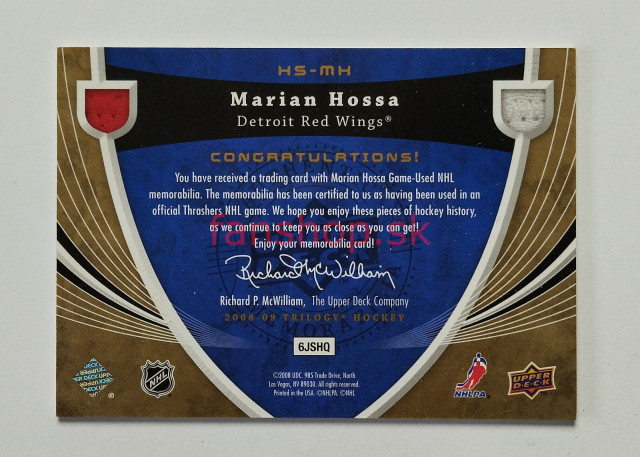 HS-MH
Marian Hossa
Detroit Red Wings®
CONGRATULATIONS!
You have received a trading card with Marian Hossa Game-Used NHL
memorabilia. The memorabilia has been certified to us as having been used in an
official Thrashers NHL game. We hope you enjoy these pieces of hockey history,
as we continue to keep you as close as you can get!
fanshop.sk
Enjoy your memorabilia card!
Richard McWilliam
Richard P. McWilliam, The Upper Deck Company
2008-09 TRILOGY® HOCKEY
6JSHQ
©2008 UDC. 985 Trade Drive, North
Las Vegas, NV 89030. All rights reserved.
Printed in the USA. ©NHLPA. ©NHL
NHL
NHLPA
UPPER
DECK